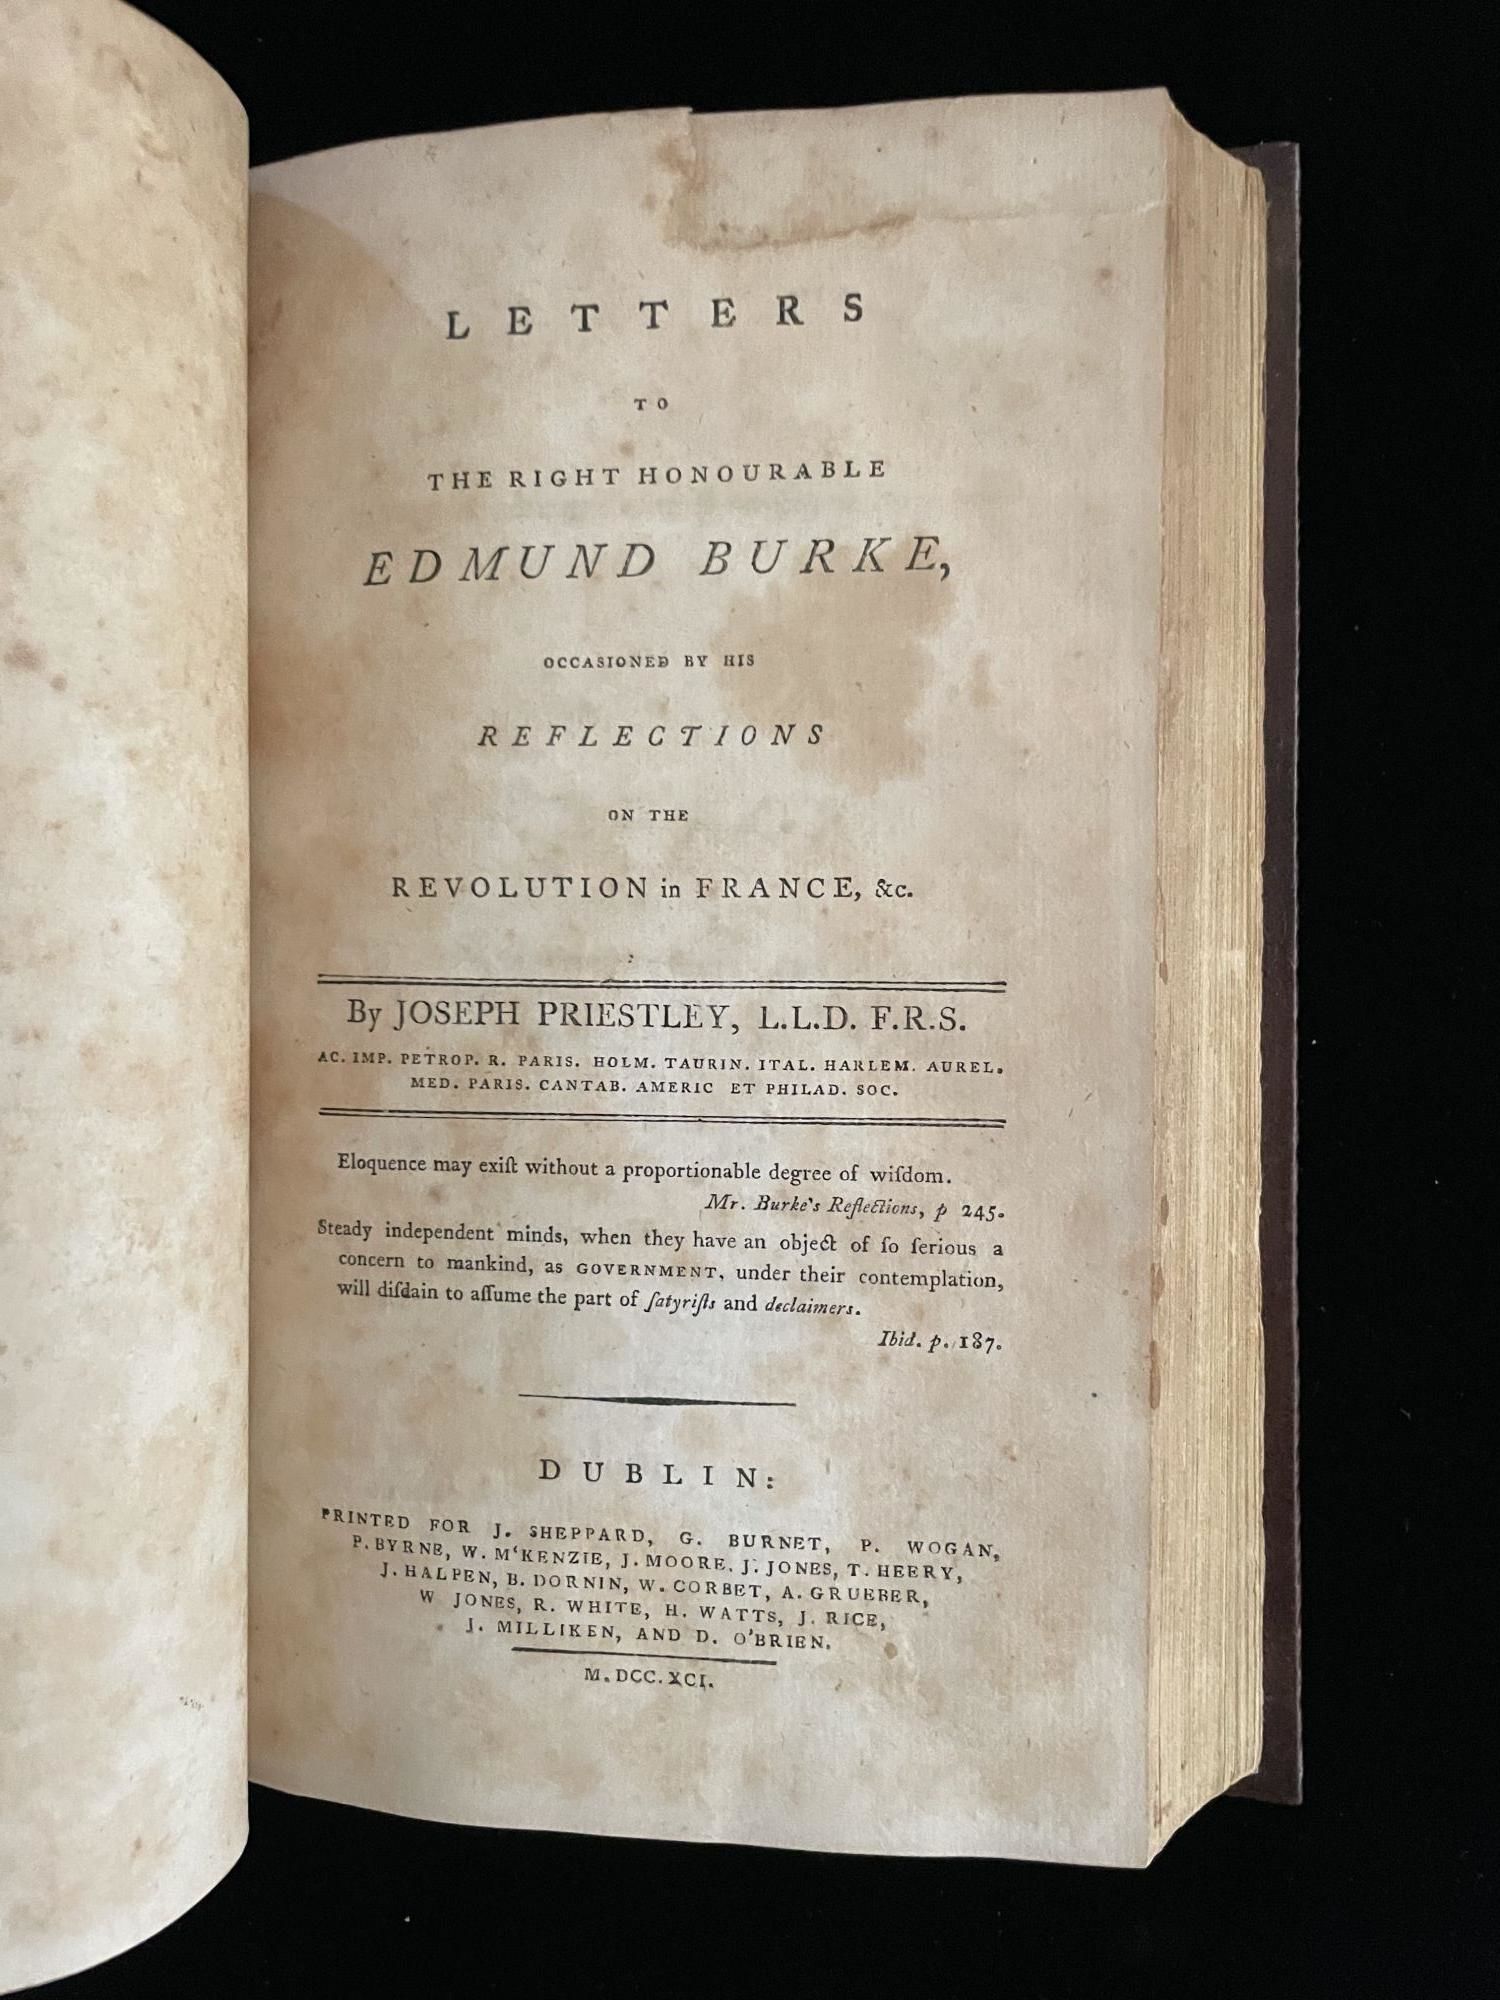 LETTERS
TO
THE RIGHT HONOURABLE
EDMUND BURKE,
OCCASIONED BY HIS
REFLECTIONS
ON THE
REVOLUTION in FRANCE, &c.
By JOSEPH PRIESTLEY, L.L.D. F.R.S.
AC. IMP. PETROP. R. PARIS. HOLM. TAURIN. ITAL. HARLEM. AUREL.
MED. PARIS. CANTAB. AMERIC ET PHILAD. SOC.
Eloquence may exiſt without a proportionable degree of wiſdom.
Mr. Burke's Reflections, p 245.
Steady independent minds, when they have an object of ſo ſerious a
concern to mankind, as GOVERNMENT, under their contemplation,
will diſdain to aſſume the part of ſatyriſts and declaimers.
Ibid. p. 187.
DUBLIN:
PRINTED FOR J. SHEPPARD, G. BURNET, P. WOGAN,
P. BYRNE, W. M‘KENZIE, J. MOORE. J. JONES, T. HEERY,
J. HALPEN, B. DORNIN, W. CORBET, A. GRUEBER,
W JONES, R. WHITE, H. WATTS, J. RICE,
J. MILLIKEN, AND D. O'BRIEN.
M.DCC.XCI.